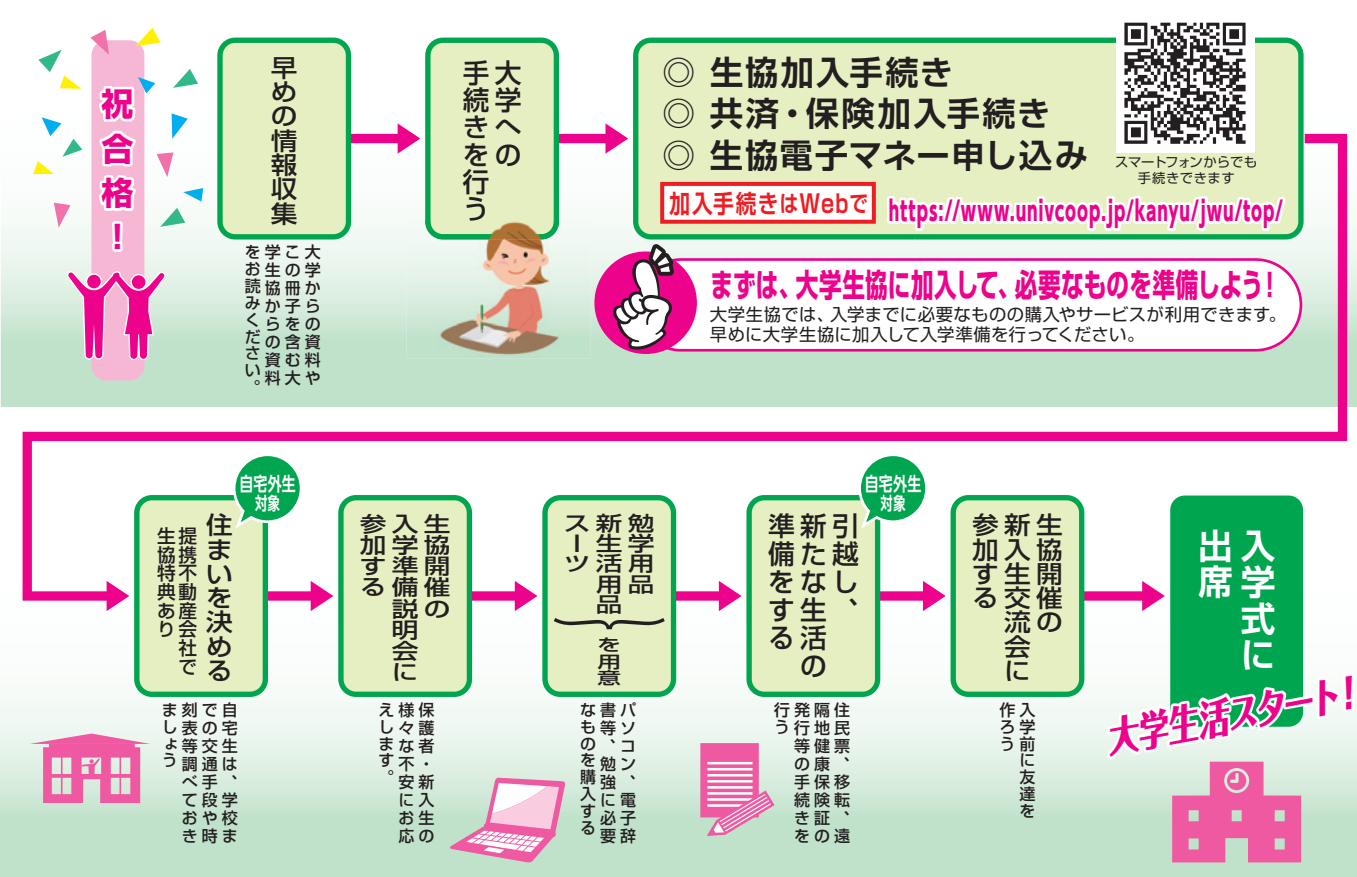 祝合格！
早めの情報収集
大学からの資料や
この冊子を含む大
学生協からの資料
をお読みください。
大学への
手続きを行う
◎ 生協加入手続き
◎ 共済・保険加入手続き
◎ 生協電子マネー申し込み
スマートフォンからでも
手続きできます
加入手続きはWebで
https://www.univcoop.jp/kanyu/jwu/top/
まずは、大学生協に加入して、必要なものを準備しよう！
大学生協では、入学までに必要なものの購入やサービスが利用できます。
早めに大学生協に加入して入学準備を行ってください。
自宅外生
対象
住まいを決める
提携不動産会社で
生協特典あり
自宅生は、学校ま
での交通手段や時
刻表等調べておき
ましょう
生協開催の
入学準備説明会に
参加する
保護者・新入生の
様々な不安にお応
えします。
勉学用品
新生活用品
スーツ
を用意
パソコン、電子辞
書等、勉強に必要
なものを購入する
自宅外生
対象
引越し、
新たな生活の
準備をする
住民票、移転、遠
隔地健康保険証の
発行等の手続きを
行う
生協開催の
新入生交流会に
参加する
入学前に友達を
作ろう
入学式に
出席
大学生活スタート！